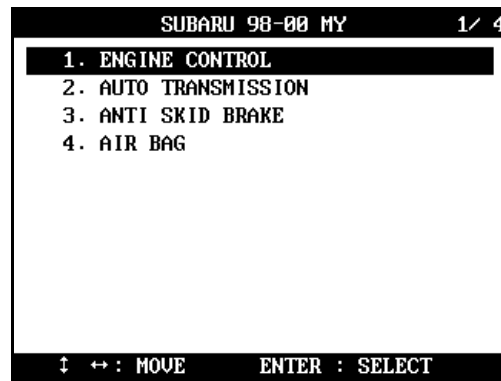 SUBARU 98-00 MY 1/ 4
1. ENGINE CONTROL
2. AUTO TRANSMISSION
3. ANTI SKID BRAKE
4. AIR BAG
↕ ↔: MOVE ENTER : SELECT